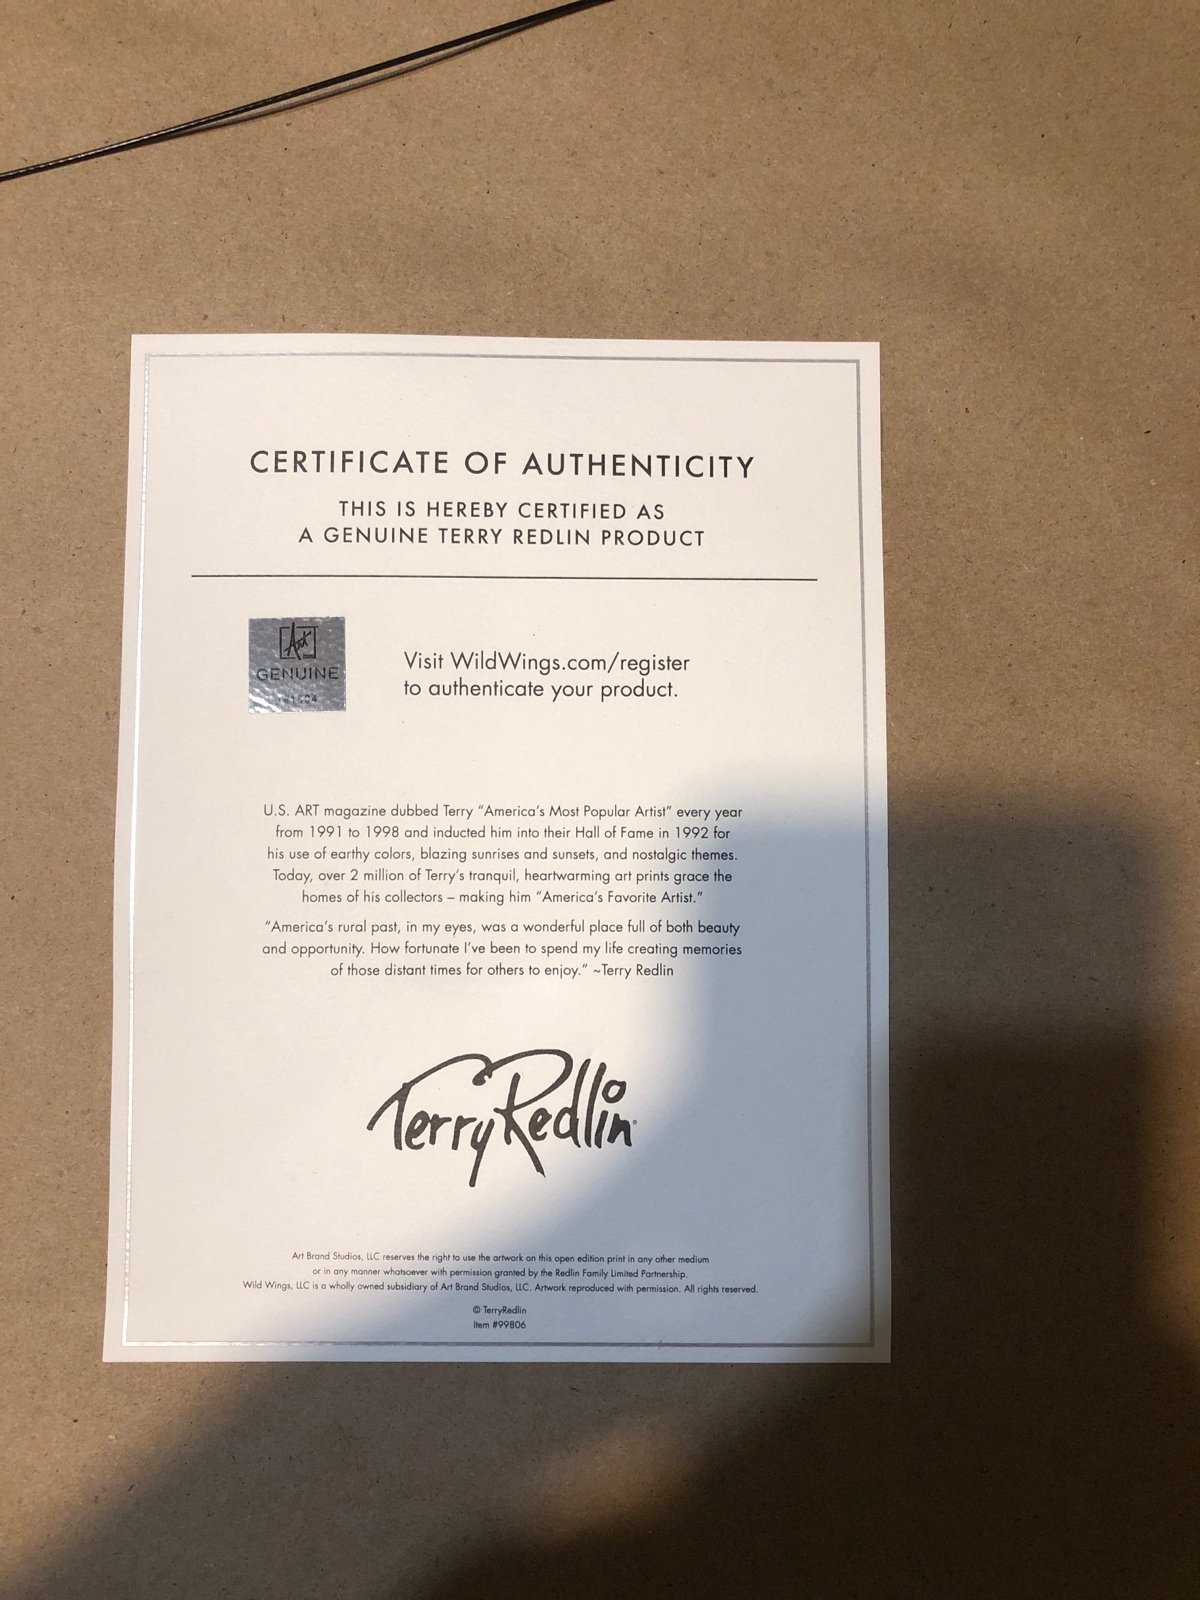 CERTIFICATE OF AUTHENTICITY
THIS IS HEREBY CERTIFIED AS
A GENUINE TERRY REDLIN PRODUCT
Art
GENUINE
Visit WildWings.com/register
to authenticate your product.
U.S. ART magazine dubbed Terry “America’s Most Popular Artist” every year
from 1991 to 1998 and inducted him into their Hall of Fame in 1992 for
his use of earthy colors, blazing sunrises and sunsets, and nostalgic themes.
Today, over 2 million of Terry’s tranquil, heartwarming art prints grace the
homes of his collectors – making him “America’s Favorite Artist.”
“America’s rural past, in my eyes, was a wonderful place full of both beauty
and opportunity. How fortunate I’ve been to spend my life creating memories
of those distant times for others to enjoy.” ~Terry Redlin
Terry Redlin
Art Brand Studios, LLC reserves the right to use the artwork on this open edition print in any other medium
or in any manner whatsoever with permission granted by the Redlin Family Limited Partnership.
Wild Wings, LLC is a wholly owned subsidiary of Art Brand Studios, LLC. Artwork reproduced with permission. All rights reserved.
© TerryRedlin
Item #99806